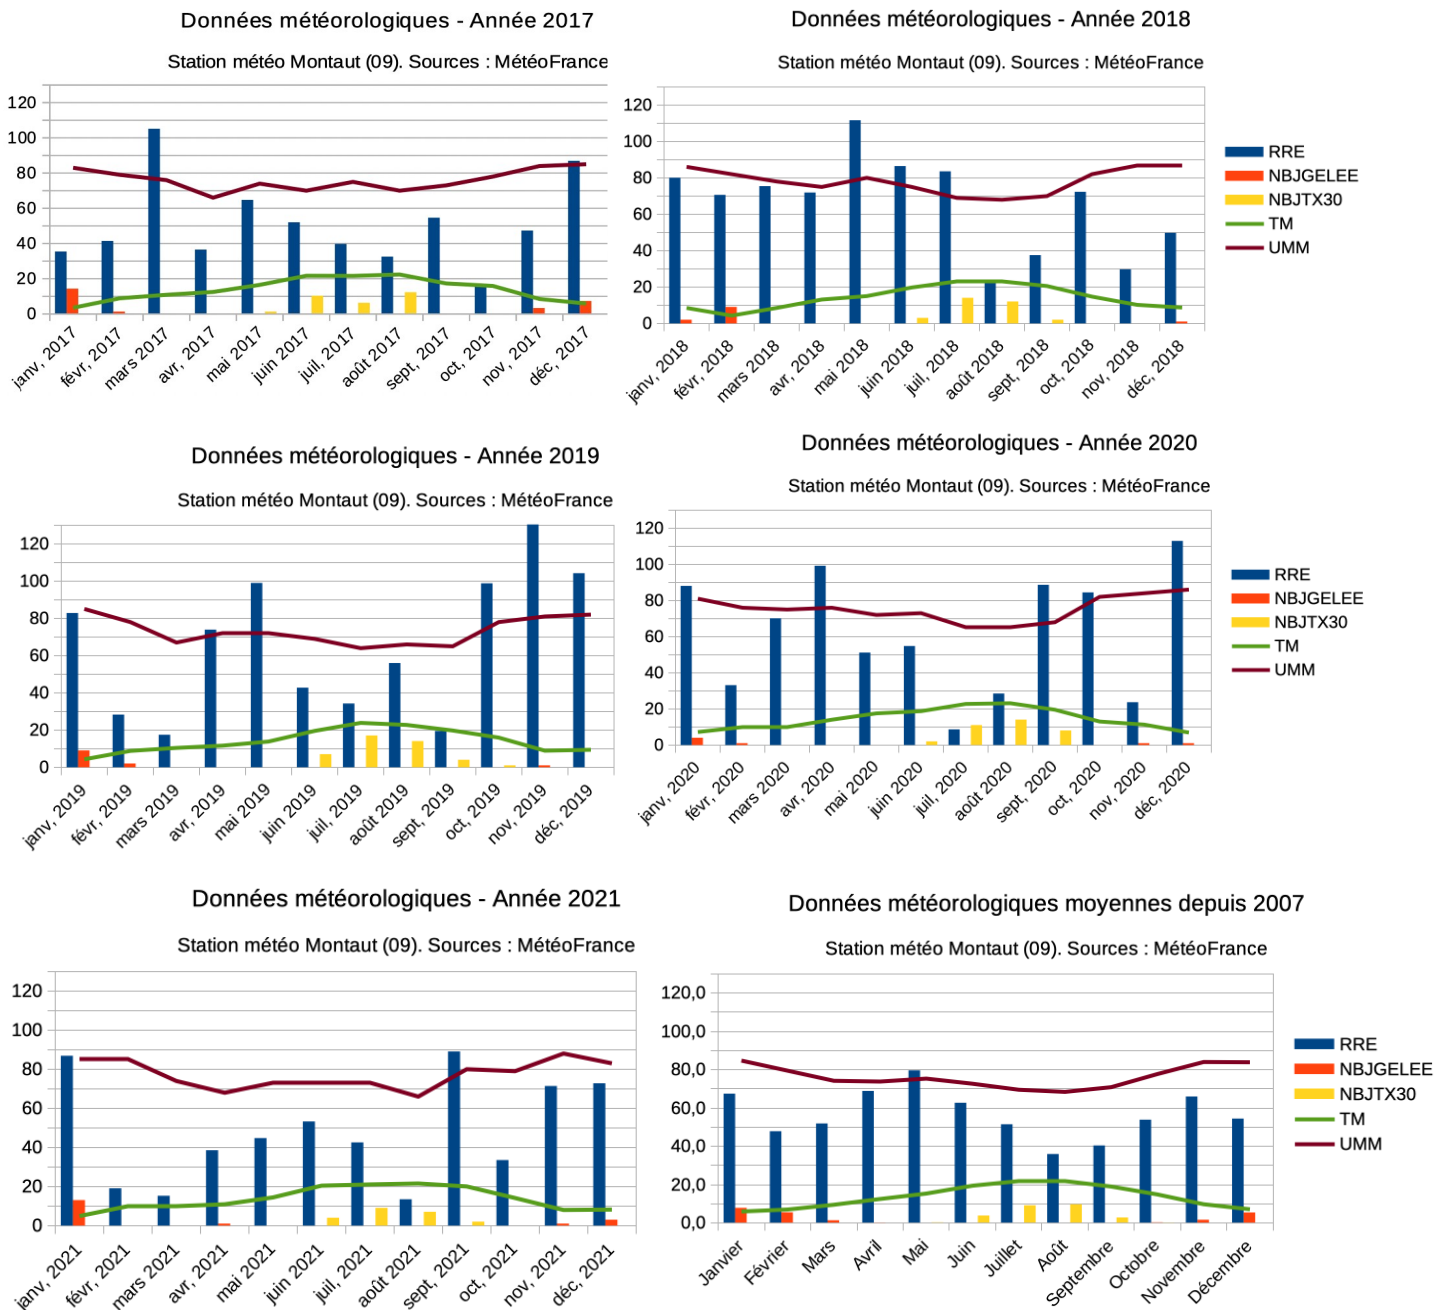 Données météorologiques - Année 2017
Station météo Montaut (09). Sources : MétéoFrance
120
100
80
60
40
20
0
janv, 2017
févr, 2017
mars 2017
avr, 2017
mai 2017
juin 2017
juil, 2017
août 2017
sept, 2017
oct, 2017
nov, 2017
déc, 2017
Données météorologiques - Année 2018
Station météo Montaut (09). Sources : MétéoFrance
120
100
80
60
40
20
0
janv, 2018
févr, 2018
mars 2018
avr, 2018
mai 2018
juin 2018
juil, 2018
août 2018
sept, 2018
oct, 2018
nov, 2018
déc, 2018
RRE
NBJGELEE
NBJTX30
TM
UMM
Données météorologiques - Année 2019
Station météo Montaut (09). Sources : MétéoFrance
120
100
80
60
40
20
0
janv, 2019
févr, 2019
mars 2019
avr, 2019
mai 2019
juin 2019
juil, 2019
août 2019
sept, 2019
oct, 2019
nov, 2019
déc, 2019
Données météorologiques - Année 2020
Station météo Montaut (09). Sources : MétéoFrance
120
100
80
60
40
20
0
janv, 2020
févr, 2020
mars 2020
avr, 2020
mai 2020
juin 2020
juil, 2020
août 2020
sept, 2020
oct, 2020
nov, 2020
déc, 2020
RRE
NBJGELEE
NBJTX30
TM
UMM
Données météorologiques - Année 2021
Station météo Montaut (09). Sources : MétéoFrance
120
100
80
60
40
20
0
janv, 2021
févr, 2021
mars 2021
avr, 2021
mai 2021
juin 2021
juil, 2021
août 2021
sept, 2021
oct, 2021
nov, 2021
déc, 2021
Données météorologiques moyennes depuis 2007
Station météo Montaut (09). Sources : MétéoFrance
120,0
100,0
80,0
60,0
40,0
20,0
0,0
Janvier
Février
Mars
Avril
Mai
Juin
Juillet
Août
Septembre
Octobre
Novembre
Décembre
RRE
NBJGELEE
NBJTX30
TM
UMM